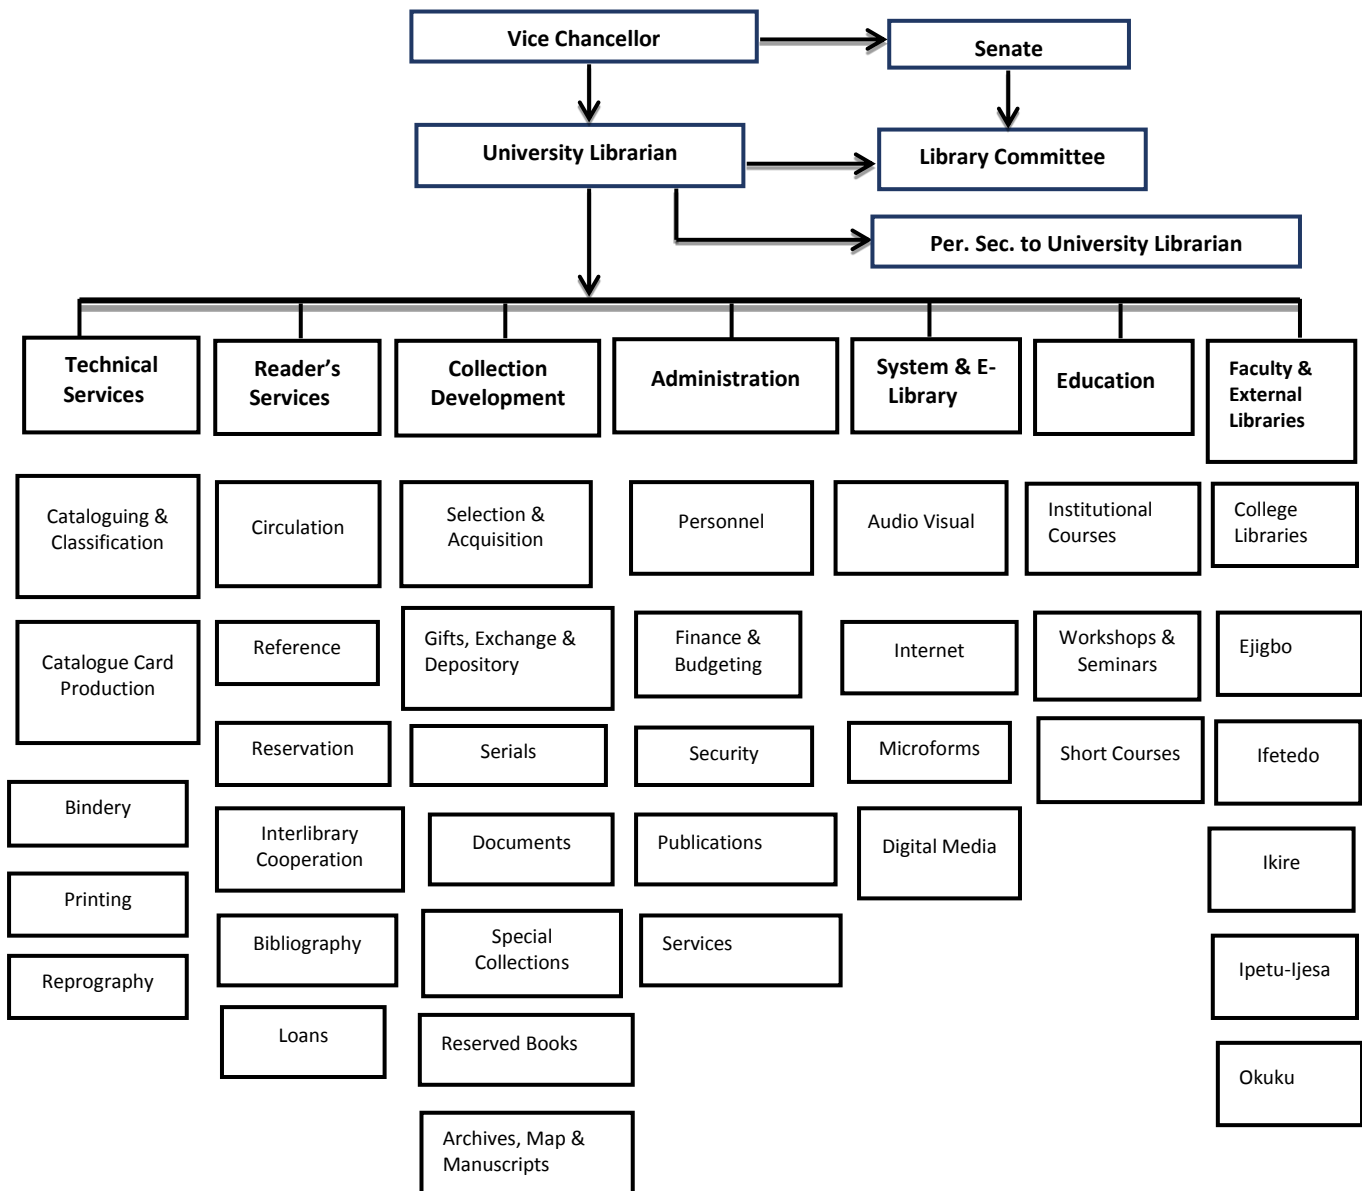 Vice Chancellor
Senate
University Librarian
Library Committee
Per. Sec. to University Librarian
Technical
Services
Reader’s
Services
Collection
Development
Administration
System & E-
Library
Education
Faculty &
External
Libraries
Cataloguing &
Classification
Circulation
Selection &
Acquisition
Personnel
Audio Visual
Institutional
Courses
College
Libraries
Catalogue Card
Production
Reference
Gifts, Exchange &
Depository
Finance &
Budgeting
Internet
Workshops &
Seminars
Ejigbo
Reservation
Serials
Security
Microforms
Short Courses
Ifetedo
Bindery
Interlibrary
Cooperation
Documents
Publications
Digital Media
Ikire
Printing
Bibliography
Special
Collections
Services
Ipetu-Ijesa
Reprography
Loans
Reserved Books
Okuku
Archives, Map &
Manuscripts